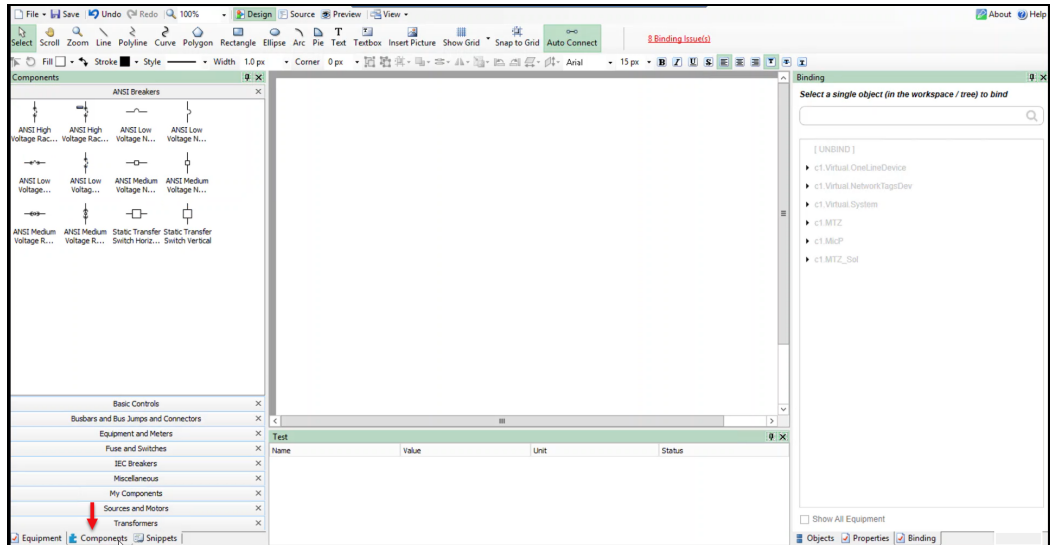 File Save Undo Redo 100% Design Source Preview View About Help
Select Scroll Zoom Line Polyline Curve Polygon Rectangle Ellipse Arc Pie Text Textbox Insert Picture Show Grid Snap to Grid Auto Connect 8 Binding Issue(s)
Fill Stroke Style Width 1.0 px Corner 0 px Arial 15 px B I U S T T
Components
ANSI Breakers
ANSI High Voltage Rac... ANSI High Voltage Rac... ANSI Low Voltage N... ANSI Low Voltage N...
ANSI Low Voltage... ANSI Low Voltag... ANSI Medium Voltage N... ANSI Medium Voltage N...
ANSI Medium Voltage R... ANSI Medium Voltage R... Static Transfer Switch Horiz... Static Transfer Switch Vertical
Basic Controls
Busbars and Bus Jumps and Connectors
Equipment and Meters
Fuse and Switches
IEC Breakers
Miscellaneous
My Components
Sources and Motors
Transformers
Equipment Components Snippets
Test
Name Value Unit Status
Binding
Select a single object (in the workspace / tree) to bind
[ UNBIND ]
c1.Virtual.OneLineDevice
c1.Virtual.NetworkTagsDev
c1.Virtual.System
c1.MTZ
c1.MicP
c1.MTZ_Sel
Show All Equipment
Objects Properties Binding